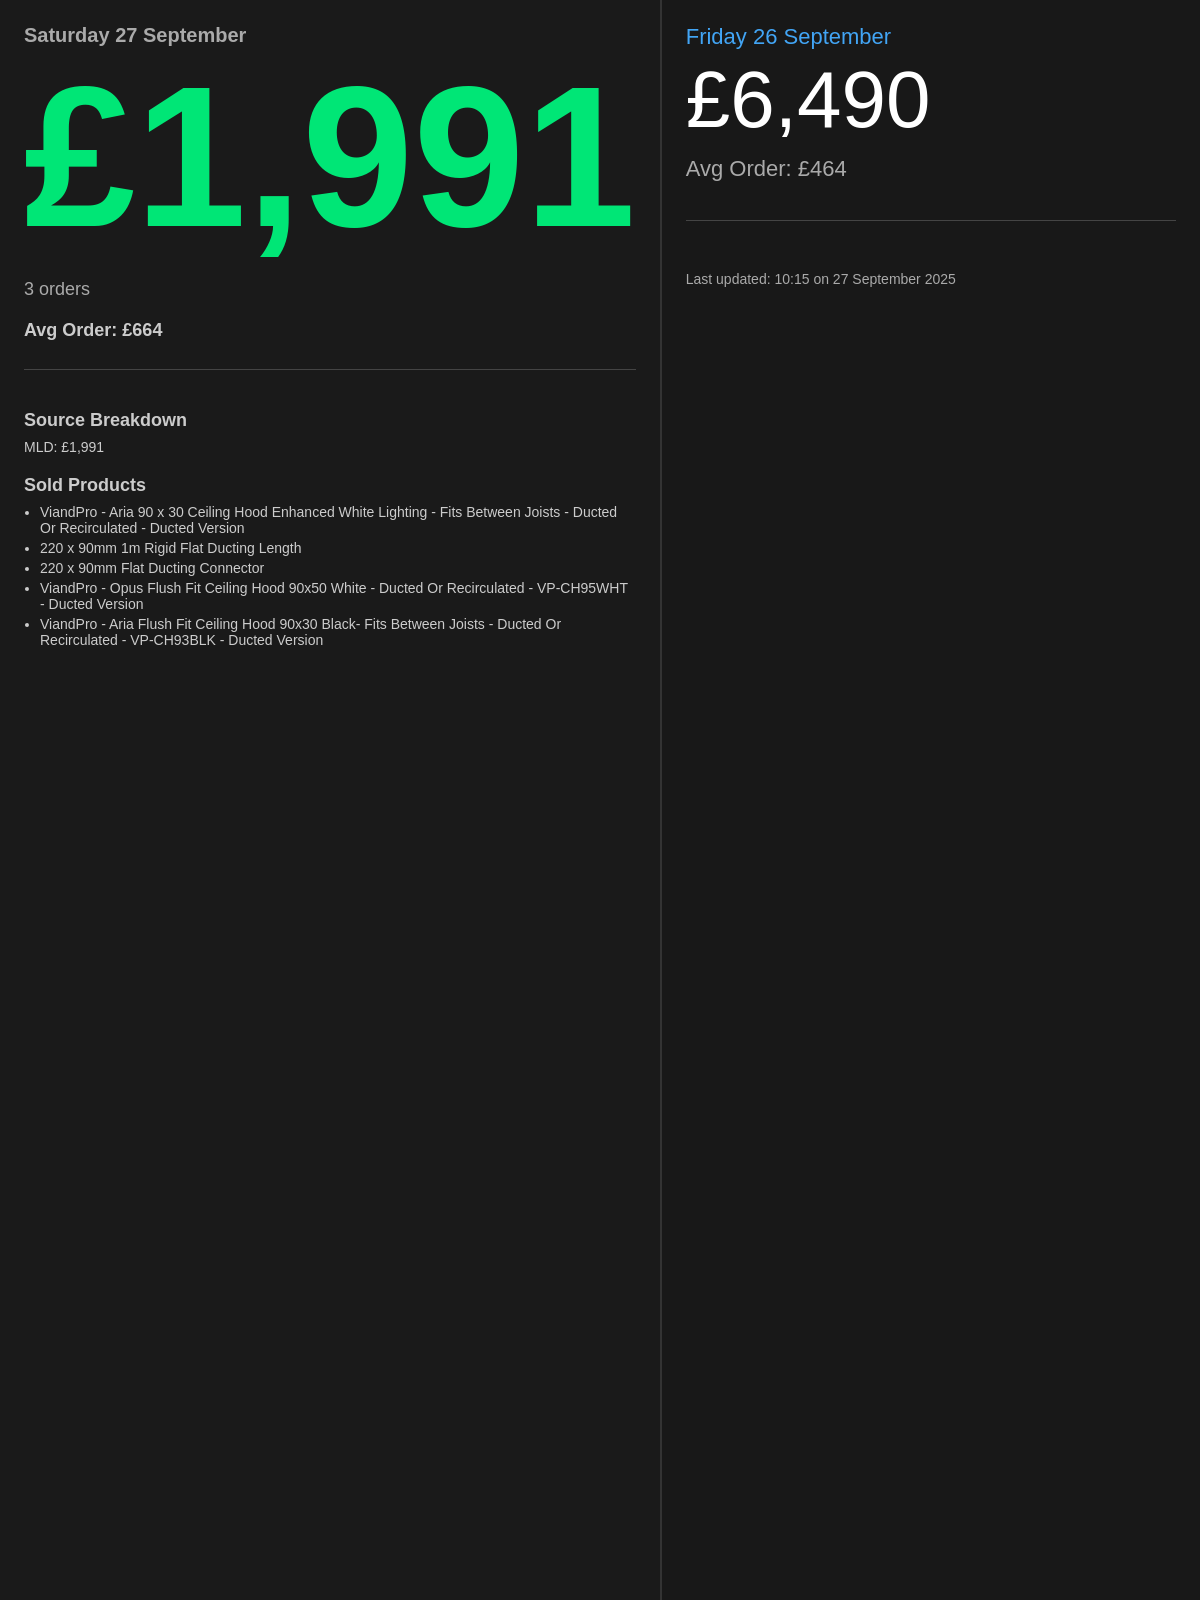 Saturday 27 September
£1,991
3 orders
Avg Order: £664
Source Breakdown
MLD: £1,991
Sold Products
• ViandPro - Aria 90 x 30 Ceiling Hood Enhanced White Lighting - Fits Between Joists - Ducted
Or Recirculated - Ducted Version
• 220 x 90mm 1m Rigid Flat Ducting Length
• 220 x 90mm Flat Ducting Connector
• ViandPro - Opus Flush Fit Ceiling Hood 90x50 White - Ducted Or Recirculated - VP-CH95WHT
- Ducted Version
• ViandPro - Aria Flush Fit Ceiling Hood 90x30 Black- Fits Between Joists - Ducted Or
Recirculated - VP-CH93BLK - Ducted Version
Friday 26 September
£6,490
Avg Order: £464
Last updated: 10:15 on 27 September 2025